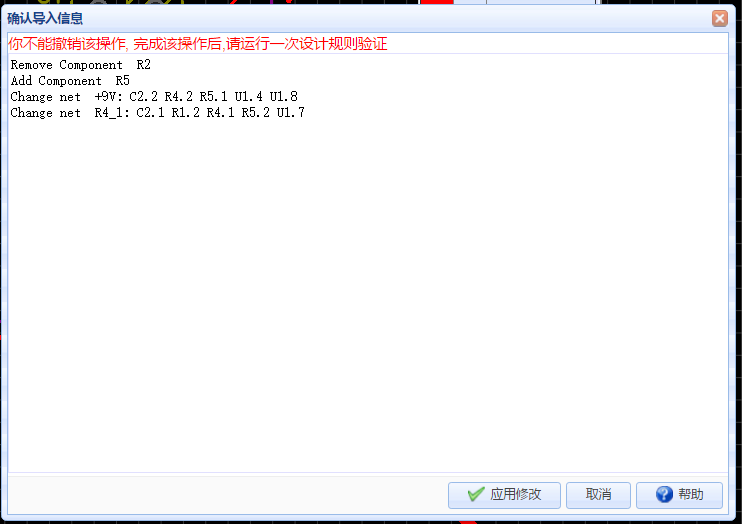 确认导入信息
你不能撤销该操作, 完成该操作后,请运行一次设计规则验证
Remove Component  R2
Add Component  R5
Change net  +9V: C2.2 R4.2 R5.1 U1.4 U1.8
Change net  R4_1: C2.1 R1.2 R4.1 R5.2 U1.7
应用修改
取消
帮助